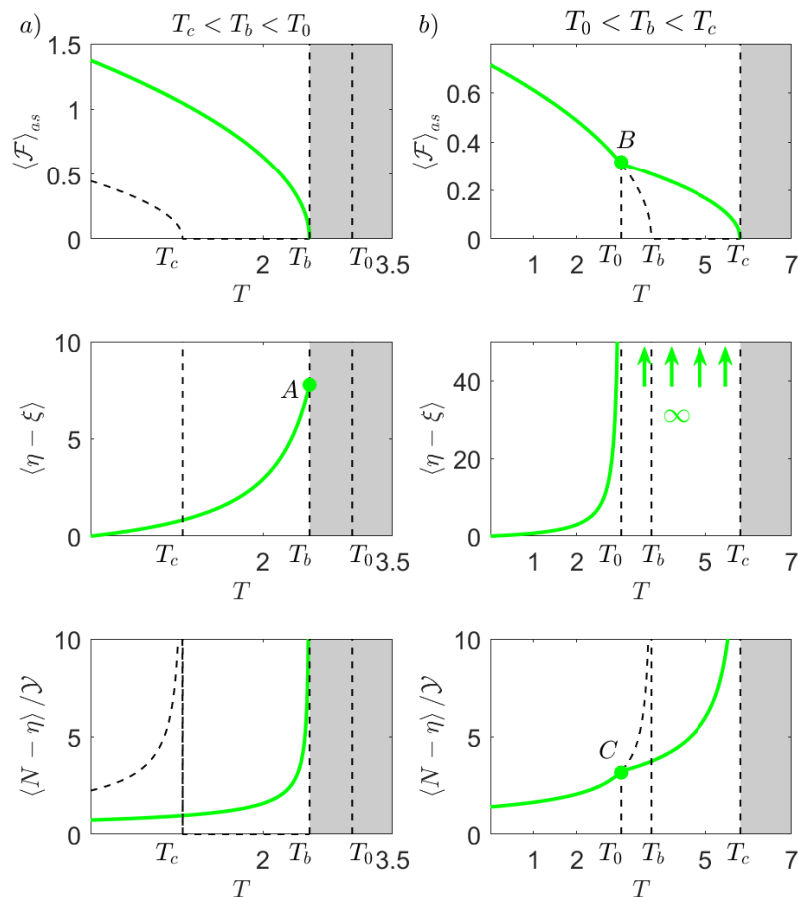 a) T_c < T_b < T_0
b) T_0 < T_b < T_c
⟨F⟩_as
1.5
1
0.5
0
T_c 2 T_b T_0 3.5
T
⟨F⟩_as
0.6
0.4
0.2
0
B
1 2 T_0 T_b 5 T_c 7
T
⟨η − ξ⟩
10
5
0
A
T_c 2 T_b T_0 3.5
T
⟨η − ξ⟩
40
20
0
∞
1 2 T_0 T_b 5 T_c 7
T
⟨N − η⟩/Y
10
5
0
T_c 2 T_b T_0 3.5
T
⟨N − η⟩/Y
10
5
0
C
1 2 T_0 T_b 5 T_c 7
T